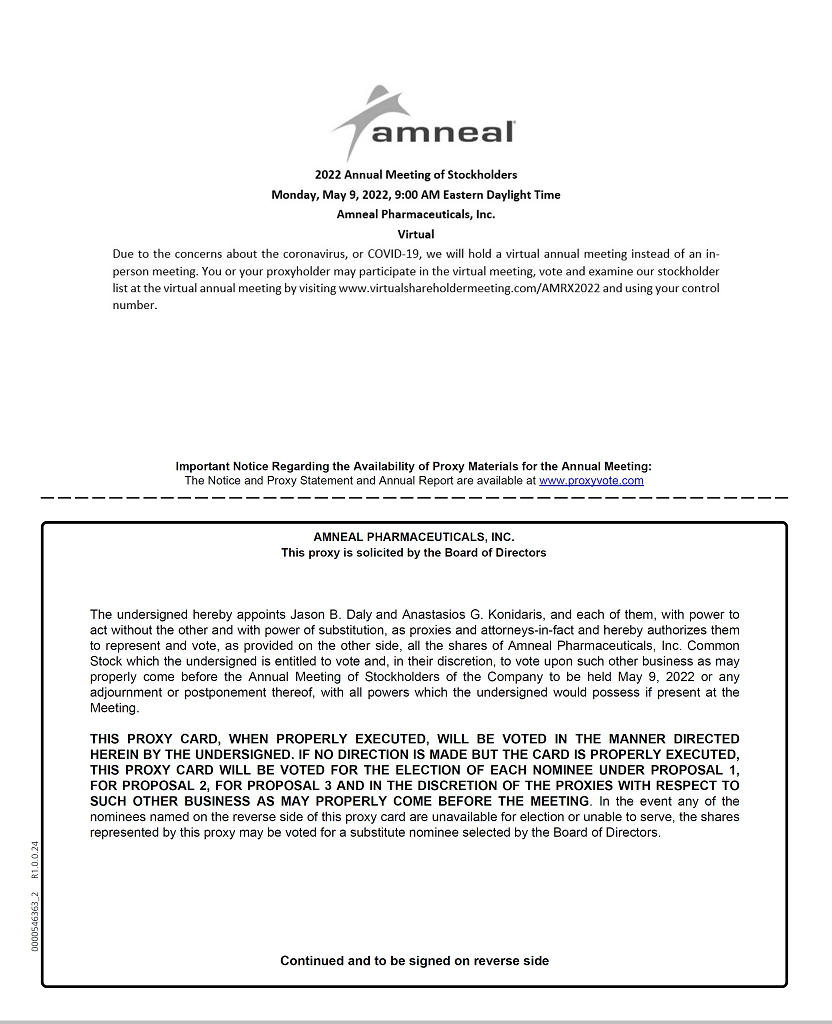 amneal
2022 Annual Meeting of Stockholders
Monday, May 9, 2022, 9:00 AM Eastern Daylight Time
Amneal Pharmaceuticals, Inc.
Virtual
Due to the concerns about the coronavirus, or COVID-19, we will hold a virtual annual meeting instead of an in-
person meeting. You or your proxyholder may participate in the virtual meeting, vote and examine our stockholder
list at the virtual annual meeting by visiting www.virtualshareholdermeeting.com/AMRX2022 and using your control
number.
Important Notice Regarding the Availability of Proxy Materials for the Annual Meeting:
The Notice and Proxy Statement and Annual Report are available at www.proxyvote.com
AMNEAL PHARMACEUTICALS, INC.
This proxy is solicited by the Board of Directors
The undersigned hereby appoints Jason B. Daly and Anastasios G. Konidaris, and each of them, with power to
act without the other and with power of substitution, as proxies and attorneys-in-fact and hereby authorizes them
to represent and vote, as provided on the other side, all the shares of Amneal Pharmaceuticals, Inc. Common
Stock which the undersigned is entitled to vote and, in their discretion, to vote upon such other business as may
properly come before the Annual Meeting of Stockholders of the Company to be held May 9, 2022 or any
adjournment or postponement thereof, with all powers which the undersigned would possess if present at the
Meeting.
THIS PROXY CARD, WHEN PROPERLY EXECUTED, WILL BE VOTED IN THE MANNER DIRECTED
HEREIN BY THE UNDERSIGNED. IF NO DIRECTION IS MADE BUT THE CARD IS PROPERLY EXECUTED,
THIS PROXY CARD WILL BE VOTED FOR THE ELECTION OF EACH NOMINEE UNDER PROPOSAL 1,
FOR PROPOSAL 2, FOR PROPOSAL 3 AND IN THE DISCRETION OF THE PROXIES WITH RESPECT TO
SUCH OTHER BUSINESS AS MAY PROPERLY COME BEFORE THE MEETING. In the event any of the
nominees named on the reverse side of this proxy card are unavailable for election or unable to serve, the shares
represented by this proxy may be voted for a substitute nominee selected by the Board of Directors.
Continued and to be signed on reverse side
0000546363_2 R1.0.0.24